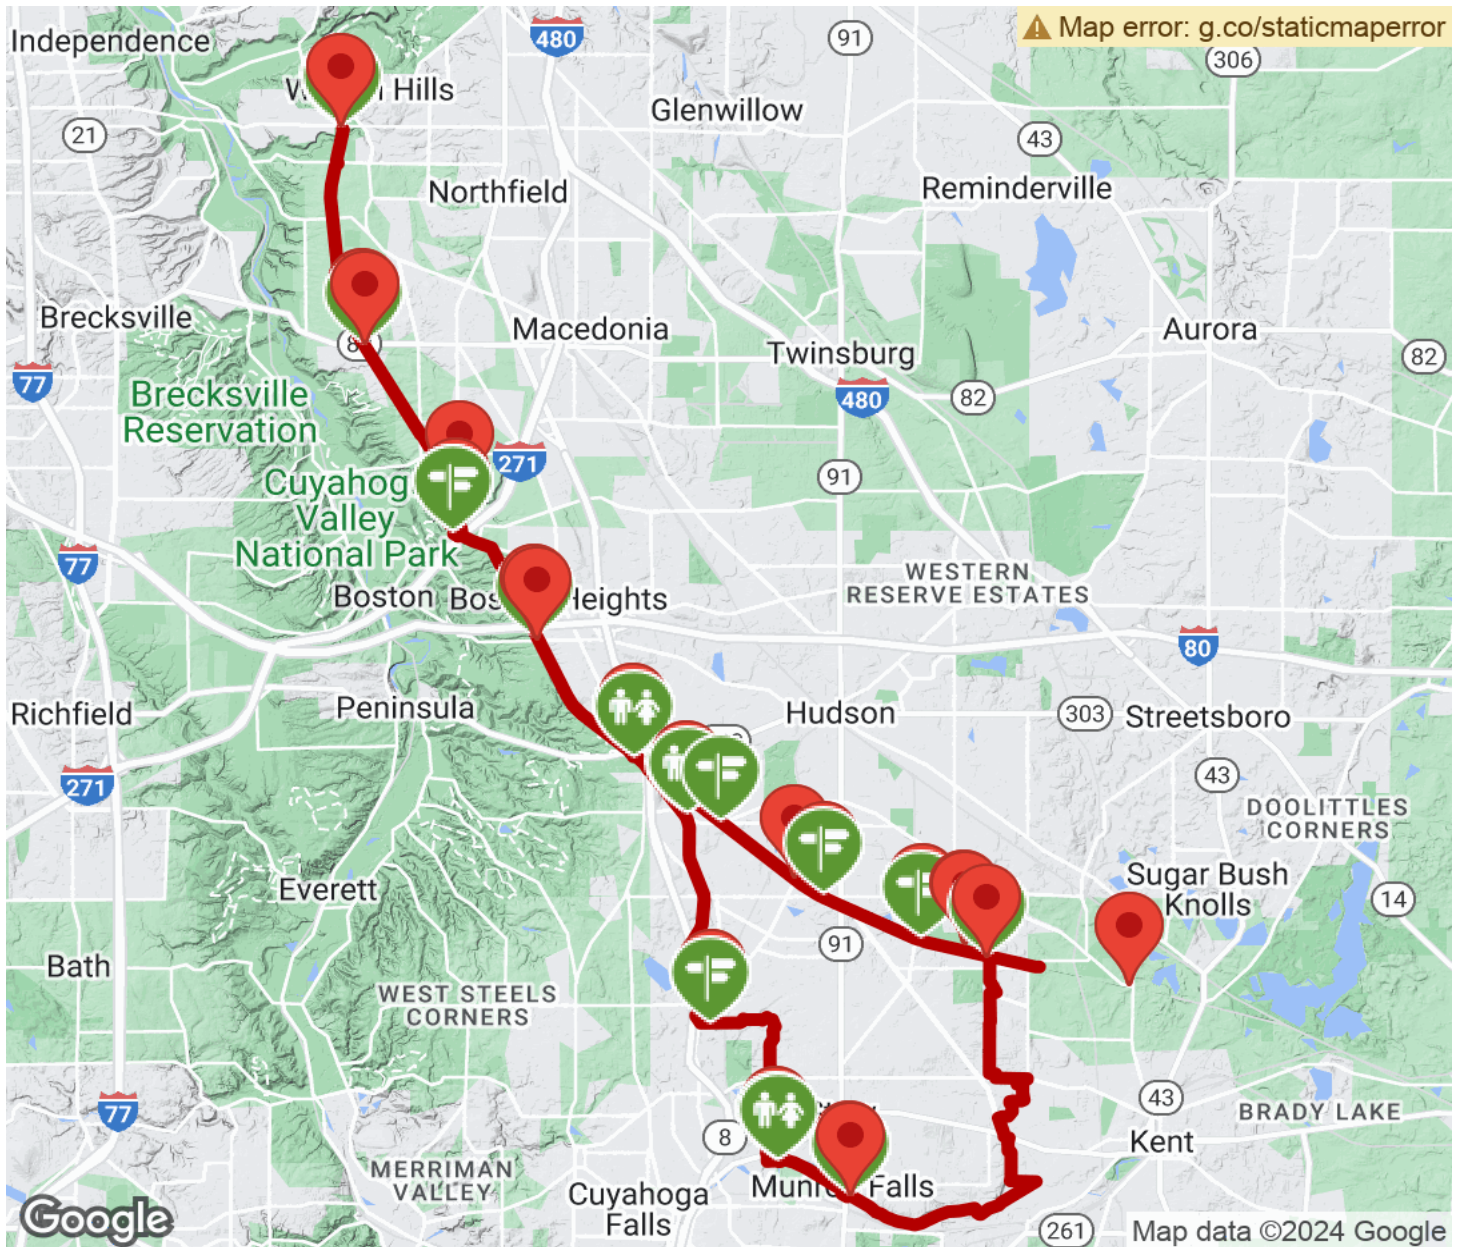 Independence
480
91
Map error: g.co/staticmaperror
306
Hills
Glenwillow
21
43
Northfield
Reminderville
Brecksville
Macedonia
Twinsburg
Aurora
82
77
Brecksville
Reservation
480
82
271
91
Cuyahog
Valley
National Park
77
WESTERN
RESERVE ESTATES
Boston
Bos
Heights
80
Richfield
Peninsula
Hudson
303
Streetsboro
271
43
DOOLITTLES
CORNERS
Everett
Sugar Bush
Knolls
14
91
Bath
WEST STEELS
CORNERS
77
43
BRADY LAKE
8
Kent
MERRIMAN
VALLEY
Cuyahoga
Falls
Munro Falls
261
Google
Map data ©2024 Google